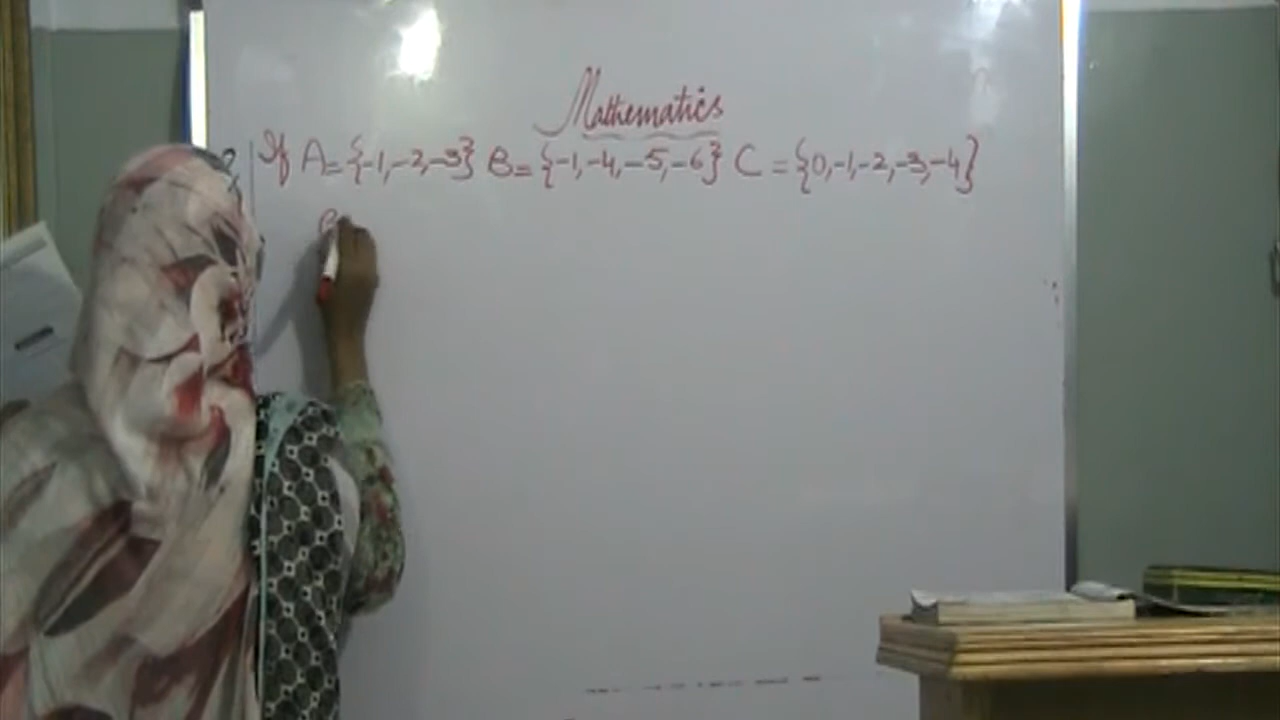 Mathematics
If A = {-1, -2, -3} B = {-1, -4, -5, -6} C = {0, -1, -2, -3, -4}